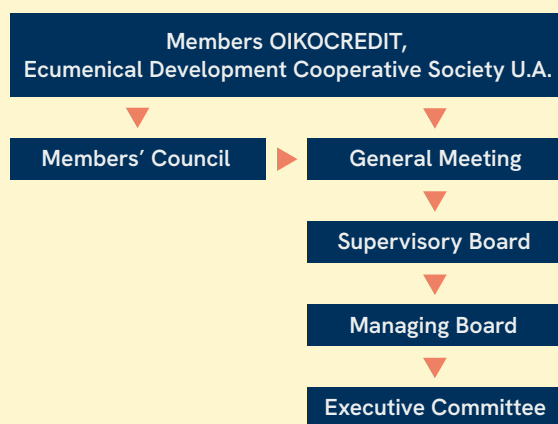 Members OIKOCREDIT,
Ecumenical Development Cooperative Society U.A.
Members’ Council
General Meeting
Supervisory Board
Managing Board
Executive Committee